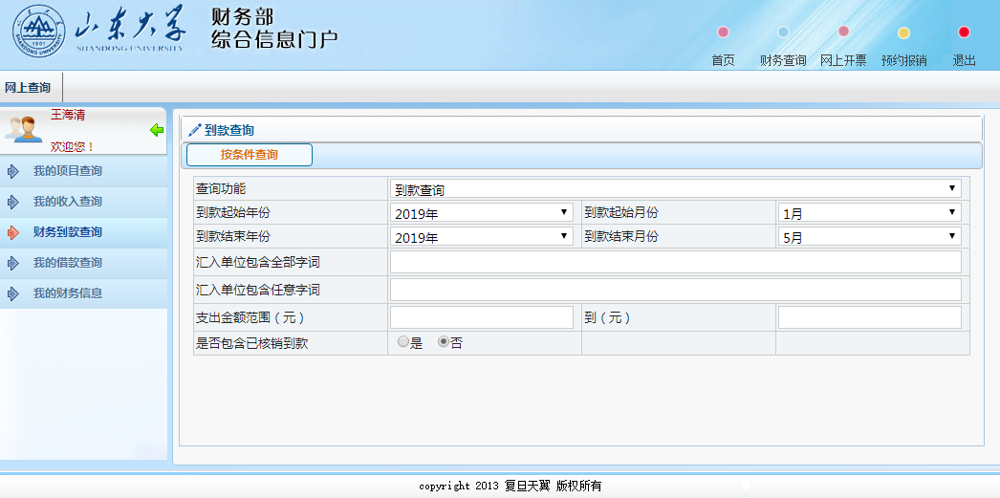 山东大学
SHANDONG UNIVERSITY
1901
财务部
综合信息门户
首页 财务查询 网上开票 预约报销 退出
网上查询
王海清
欢迎您！
我的项目查询
我的收入查询
财务到款查询
我的借款查询
我的财务信息
到款查询
按条件查询
查询功能 到款查询
到款起始年份 2019年 到款起始月份 1月
到款结束年份 2019年 到款结束月份 5月
汇入单位包含全部字词
汇入单位包含任意字词
支出金额范围（元） 到（元）
是否包含已核销到款 是 否
copyright 2013 复旦天翼 版权所有